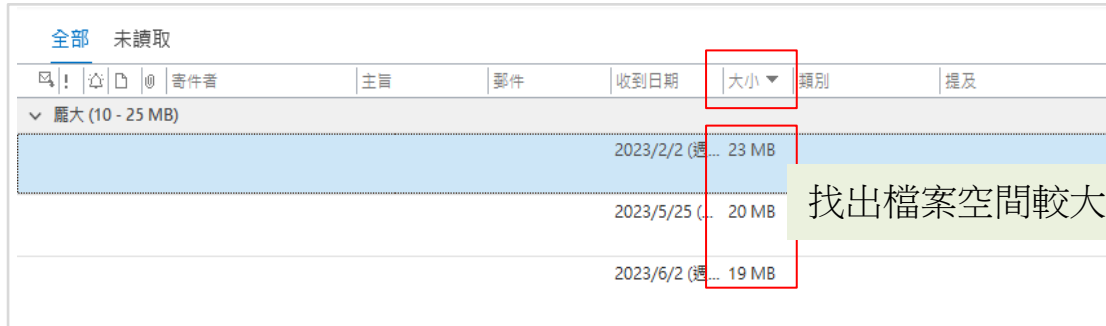 全部 未讀取
! 寄件者 主旨 郵件 收到日期 大小 類別 提及
龐大 (10 - 25 MB)
2023/2/2 (週... 23 MB
2023/5/25 (... 20 MB
找出檔案空間較大
2023/6/2 (週... 19 MB